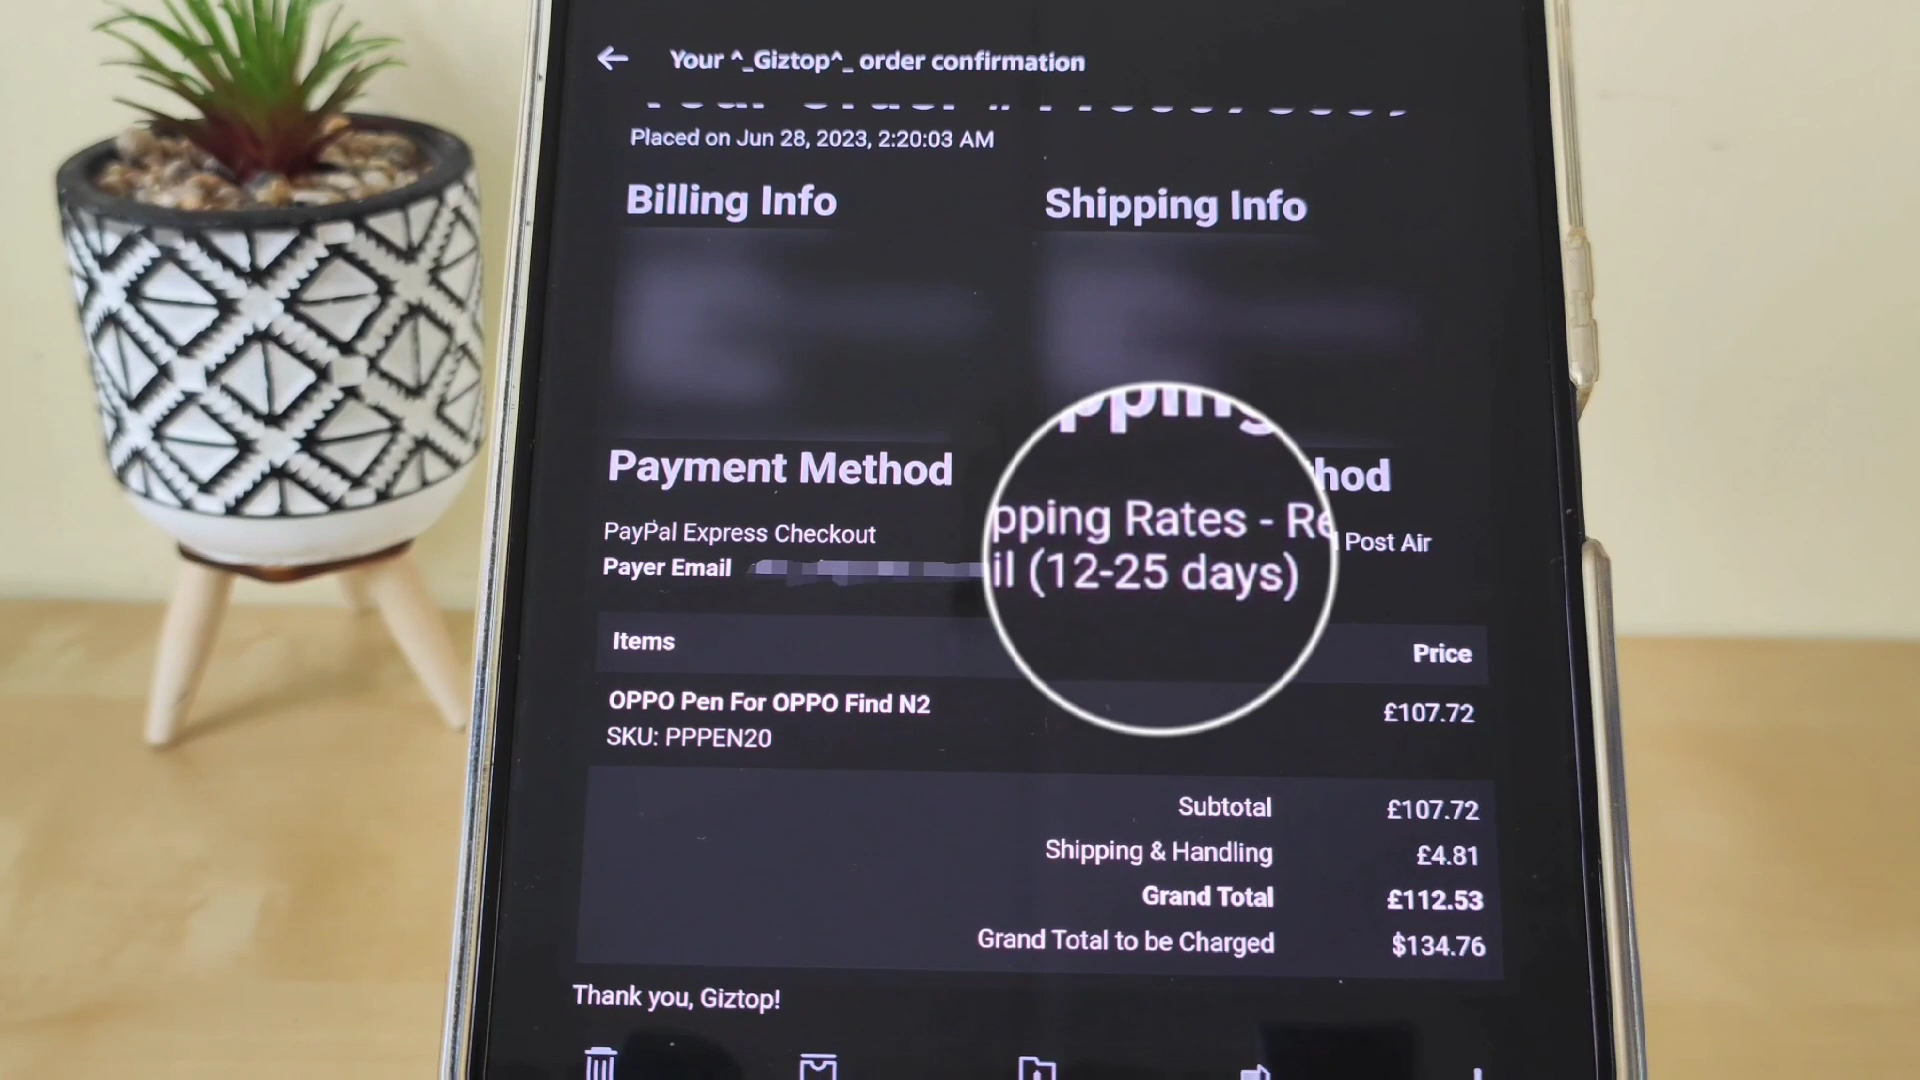 Your ^_Giztop^_ order confirmation
Placed on Jun 28, 2023, 2:20:03 AM
Billing Info
Shipping Info
Payment Method
pping
hod
PayPal Express Checkout
pping Rates - Re
Post Air
Payer Email
il (12-25 days)
Items
Price
OPPO Pen For OPPO Find N2
£107.72
SKU: PPPEN20
Subtotal £107.72
Shipping & Handling £4.81
Grand Total £112.53
Grand Total to be Charged $134.76
Thank you, Giztop!